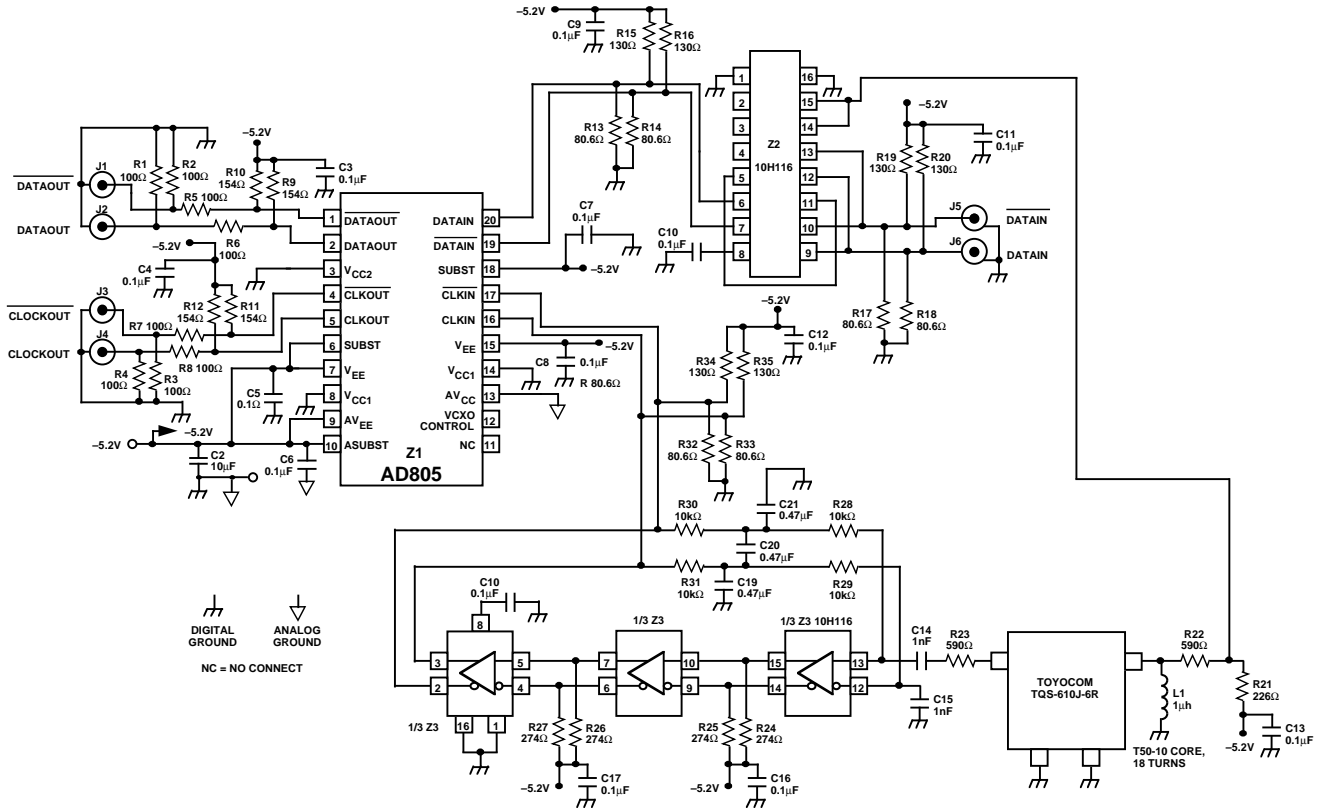 –5.2V
C9
0.1µF
R15
130Ω
R16
130Ω
R13
80.6Ω
R14
80.6Ω
1
2
3
4
5
6
7
8
16
15
14
13
12
11
10
9
Z2
10H116
–5.2V
C11
0.1µF
R19
130Ω
R20
130Ω
J5
DATAIN
J6
DATAIN
R17
80.6Ω
R18
80.6Ω
C10
0.1µF
C7
0.1µF
–5.2V
–5.2V
R1
100Ω
R2
100Ω
R10
154Ω
R9
154Ω
C3
0.1µF
J1
DATAOUT
R5 100Ω
J2
DATAOUT
R6
100Ω
–5.2V
C4
0.1µF
J3
CLOCKOUT
R12
154Ω
R11
154Ω
R7 100Ω
J4
CLOCKOUT
R8 100Ω
R4
100Ω
R3
100Ω
C5
0.1Ω
–5.2V
–5.2V
C2
10µF
C6
0.1µF
1 DATAOUT
2 DATAOUT
3 VCC2
4 CLKOUT
5 CLKOUT
6 SUBST
7 VEE
8 VCC1
9 AVEE
10 ASUBST
DATAIN 20
DATAIN 19
SUBST 18
CLKIN 17
CLKIN 16
VEE 15
VCC1 14
AVCC 13
VCXO
CONTROL 12
NC 11
Z1
AD805
–5.2V
C8
0.1µF
R 80.6Ω
–5.2V
C12
0.1µF
R34
130Ω
R35
130Ω
R32
80.6Ω
R33
80.6Ω
R30
10kΩ
C21
0.47µF
R28
10kΩ
C20
0.47µF
R31
10kΩ
C19
0.47µF
R29
10kΩ
DIGITAL
GROUND
ANALOG
GROUND
NC = NO CONNECT
C10
0.1µF
8
3
2
5
4
16
1
1/3 Z3
1/3 Z3
7
6
10
9
1/3 Z3 10H116
15
14
13
12
R27
274Ω
R26
274Ω
–5.2V
C17
0.1µF
R25
274Ω
R24
274Ω
–5.2V
C16
0.1µF
C14
1nF
R23
590Ω
C15
1nF
TOYOCOM
TQS-610J-6R
R22
590Ω
L1
1µh
T50-10 CORE,
18 TURNS
R21
226Ω
–5.2V
C13
0.1µF